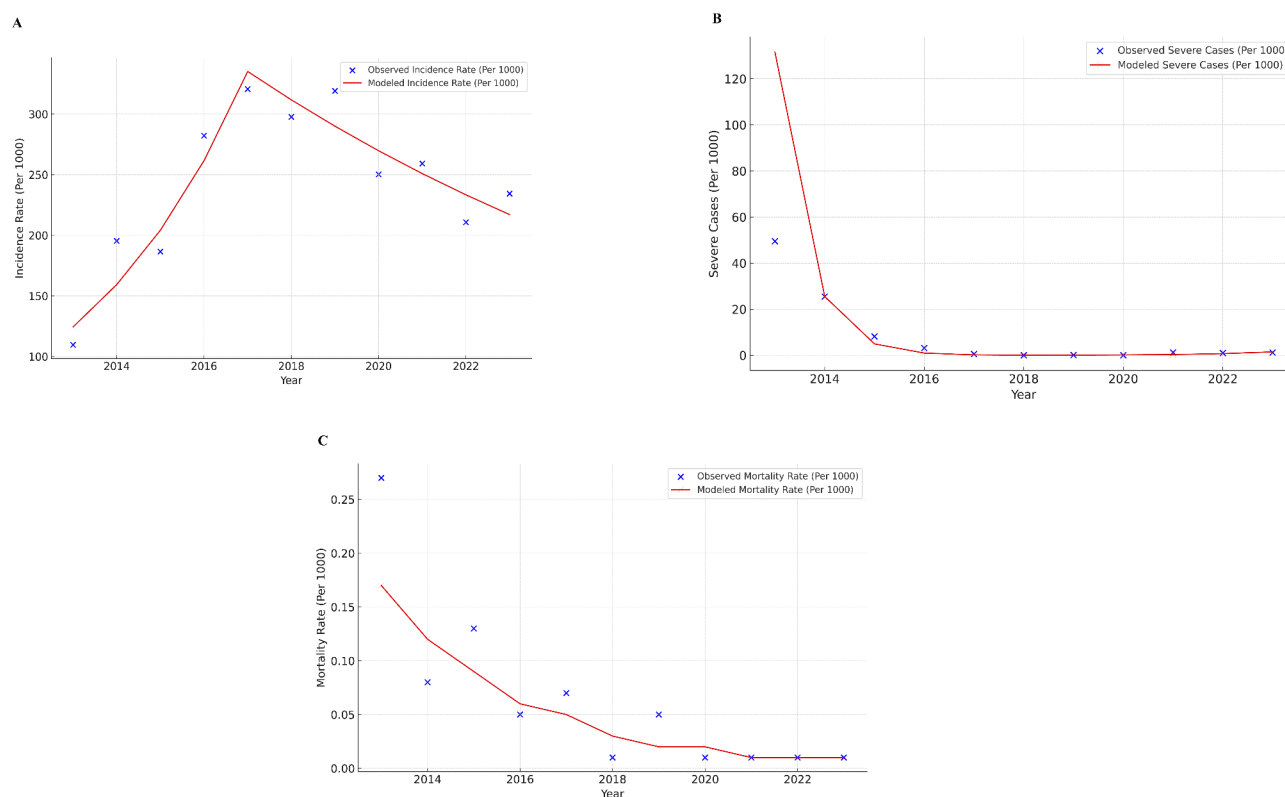 A
Observed Incidence Rate (Per 1000)
Modeled Incidence Rate (Per 1000)
Incidence Rate (Per 1000)
300
250
200
150
100
2014
2016
2018
2020
2022
Year
B
Observed Severe Cases (Per 1000)
Modeled Severe Cases (Per 1000)
Severe Cases (Per 1000)
120
100
80
60
40
20
0
2014
2016
2018
2020
2022
Year
C
Observed Mortality Rate (Per 1000)
Modeled Mortality Rate (Per 1000)
Mortality Rate (Per 1000)
0.25
0.20
0.15
0.10
0.05
0.00
2014
2016
2018
2020
2022
Year